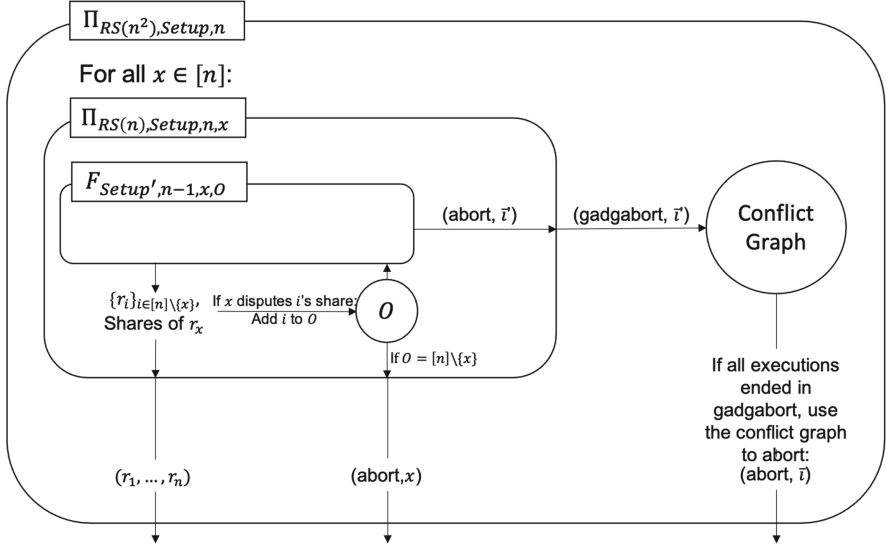 Π_{RS(n²),Setup,n}
For all x ∈ [n]:
Π_{RS(n),Setup,n,x}
F_{Setup',n−1,x,O}
(abort, i⃗')
(gadgabort, i⃗')
Conflict
Graph
{r_i}_{i∈[n]\{x}},
Shares of r_x
If x disputes i's share:
Add i to O
O
If O = [n]\{x}
If all executions
ended in
gadgabort, use
the conflict graph
to abort:
(abort, i⃗)
(r₁, … , rₙ)
(abort,x)